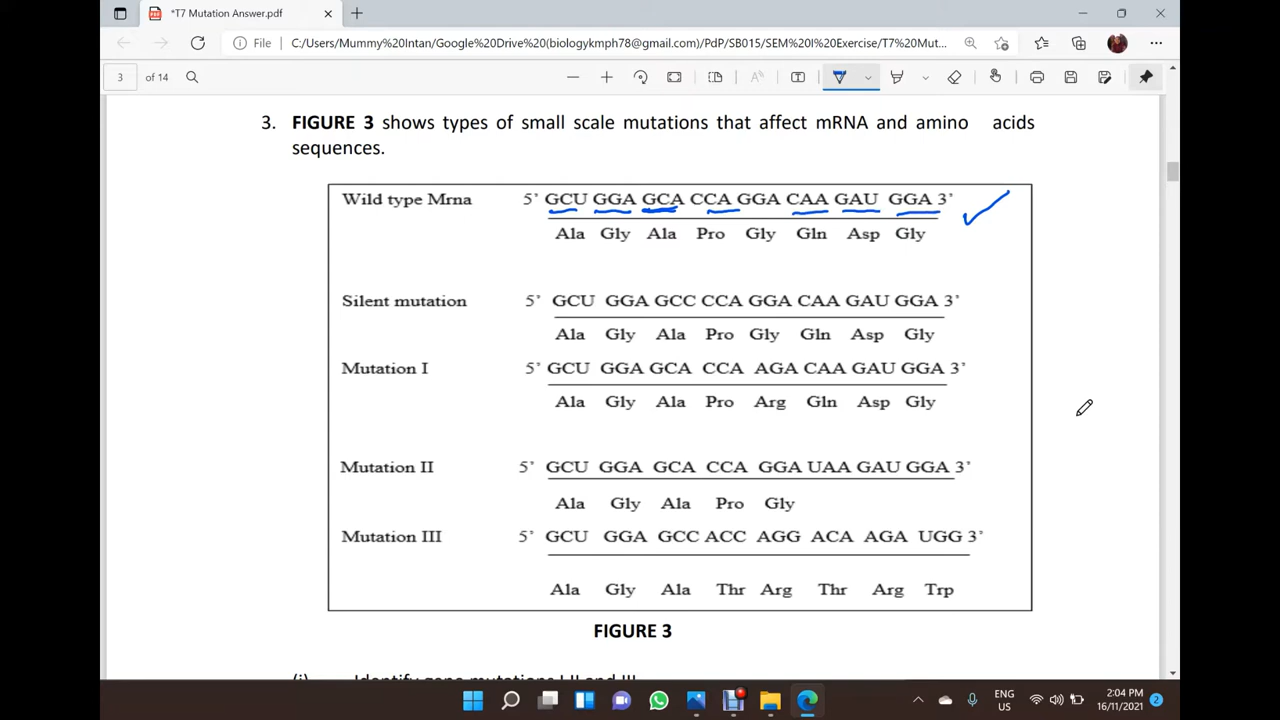 *T7 Mutation Answer.pdf
File C:/Users/Mummy%20Intan/Google%20Drive%20(biologykmph78@gmail.com)/PdP/SB015/SEM%20I%20Exercise/T7%20Mut...
3 of 14
3. FIGURE 3 shows types of small scale mutations that affect mRNA and amino acids
sequences.
Wild type Mrna 5' GCU GGA GCA CCA GGA CAA GAU GGA 3'
Ala Gly Ala Pro Gly Gln Asp Gly
Silent mutation 5' GCU GGA GCC CCA GGA CAA GAU GGA 3'
Ala Gly Ala Pro Gly Gln Asp Gly
Mutation I 5' GCU GGA GCA CCA AGA CAA GAU GGA 3'
Ala Gly Ala Pro Arg Gln Asp Gly
Mutation II 5' GCU GGA GCA CCA GGA UAA GAU GGA 3'
Ala Gly Ala Pro Gly
Mutation III 5' GCU GGA GCC ACC AGG ACA AGA UGG 3'
Ala Gly Ala Thr Arg Thr Arg Trp
FIGURE 3
(i) Identify gene mutations I,II and III
ENG 2:04 PM
US 16/11/2021 2